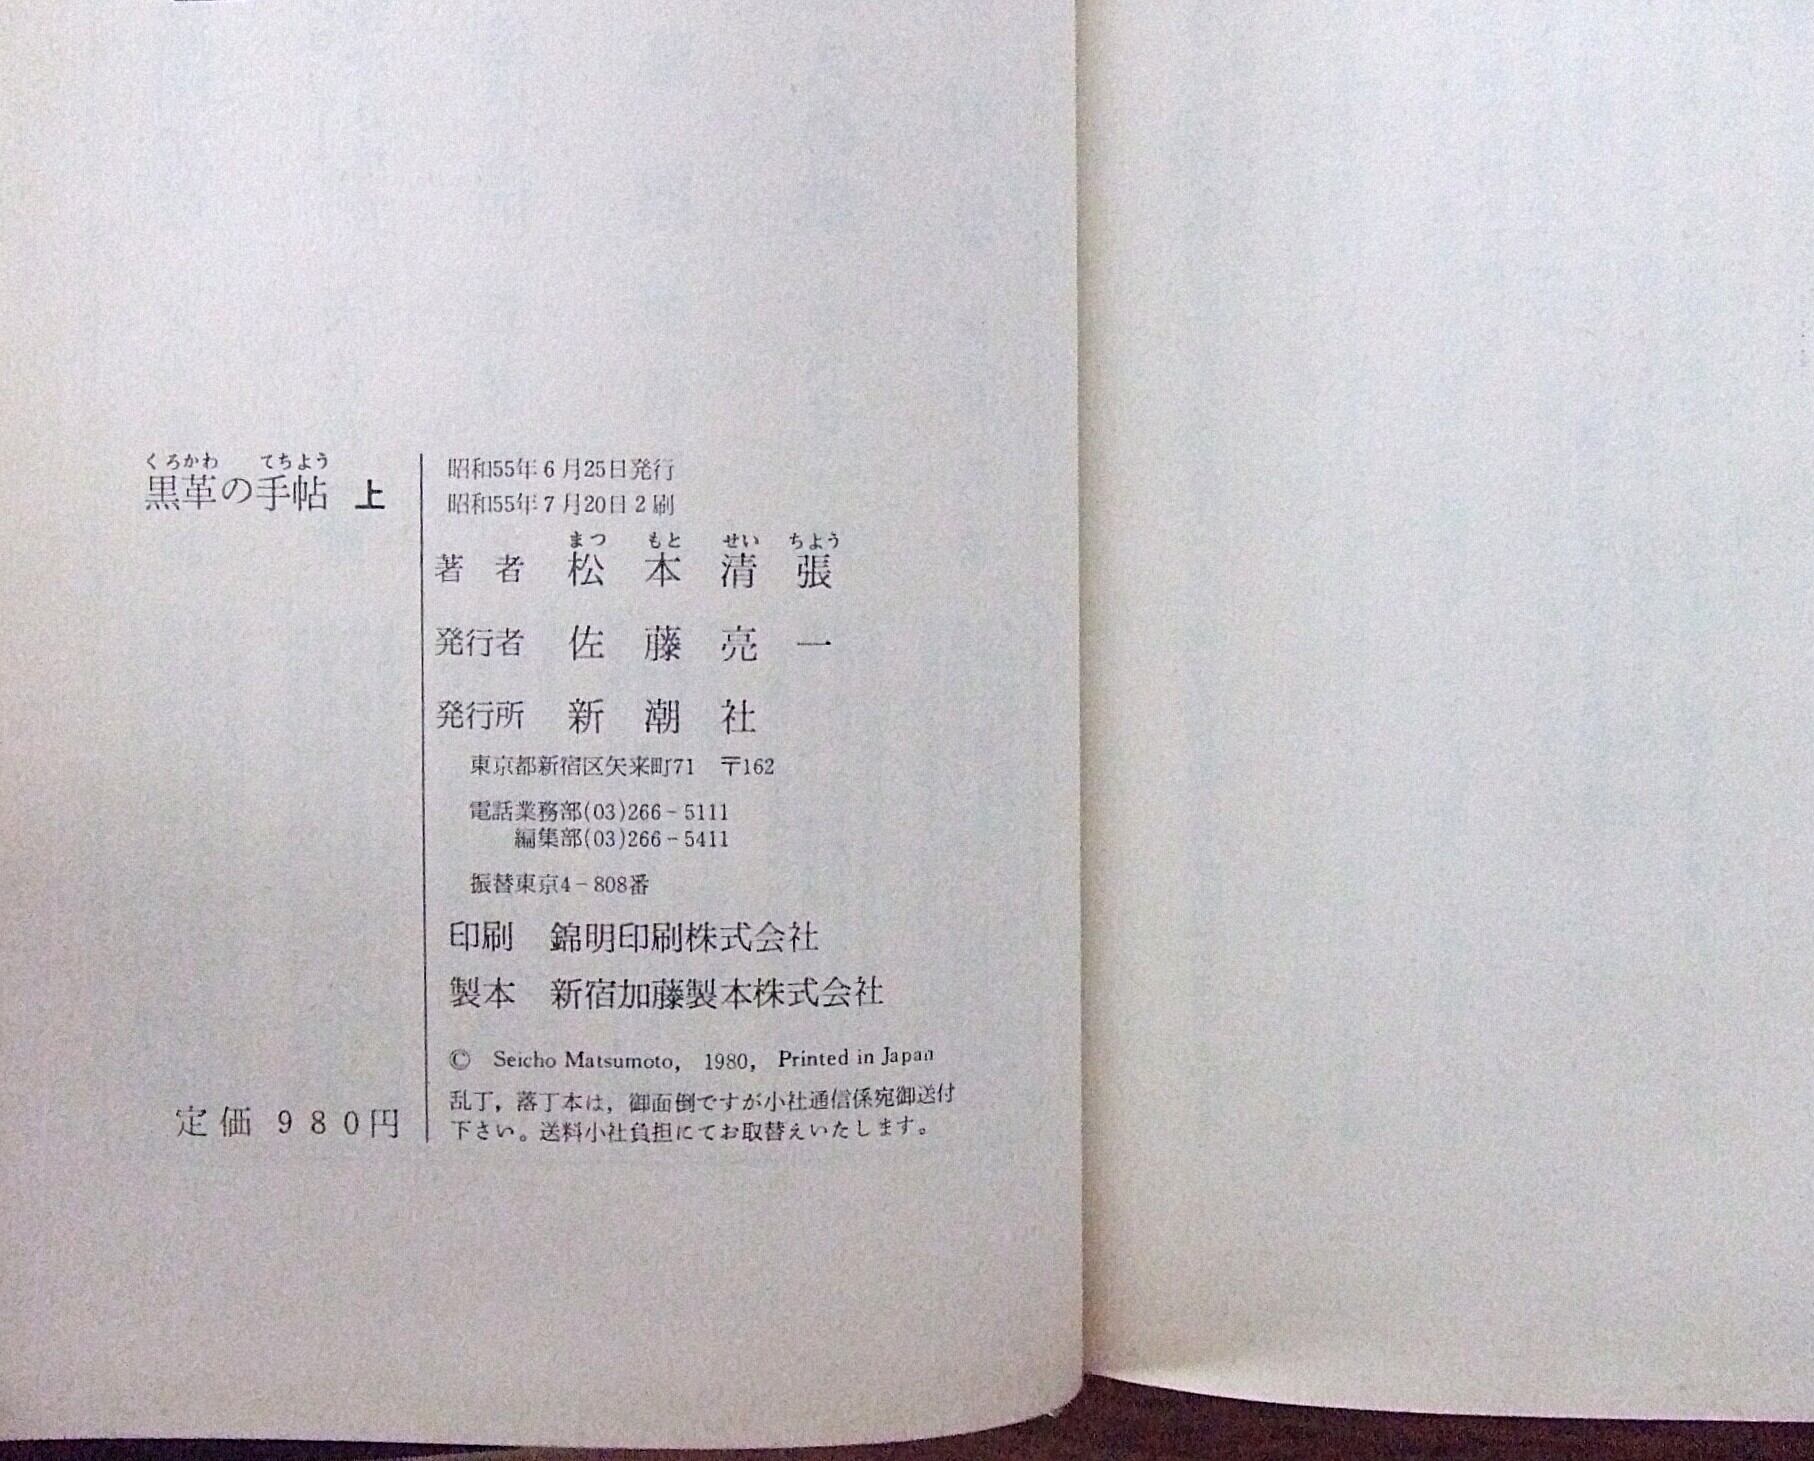 くろかわ てちよう
黒革の手帖 上
昭和55年6月25日発行
昭和55年7月20日2刷
まつ もと せい ちよう
著者 松本清張
発行者 佐藤亮一
発行所 新潮社
東京都新宿区矢来町71 〒162
電話業務部(03)266-5111
編集部(03)266-5411
振替東京4-808番
印刷 錦明印刷株式会社
製本 新宿加藤製本株式会社
© Seicho Matsumoto, 1980, Printed in Japan
乱丁,落丁本は,御面倒ですが小社通信係宛御送付
下さい。送料小社負担にてお取替えいたします。
定価 980円